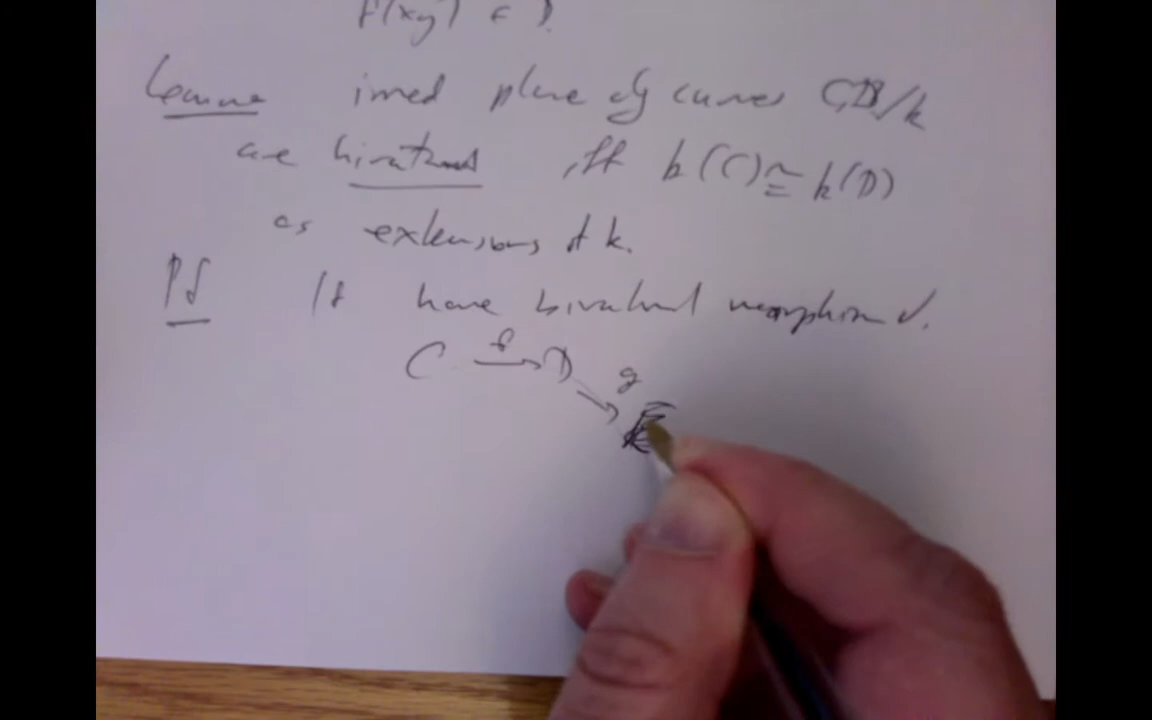 F(x,y) ∈ D.
Lemma irred plane alg curves C,D/k
are birational iff k(C) ≅ k(D)
as extensions of k.
Pf If have birational morphism
C → f D g